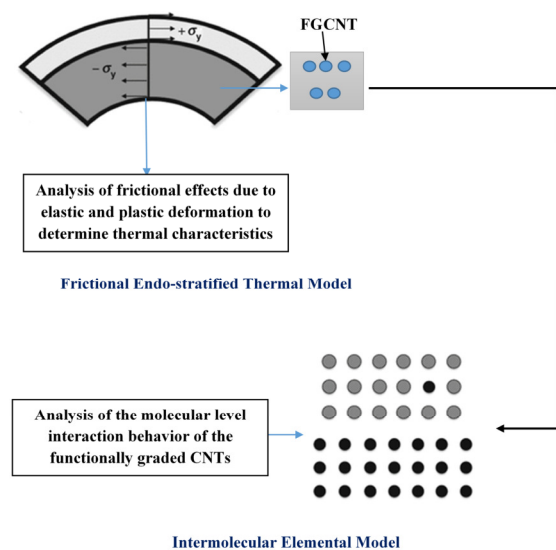 FGCNT
+σy
−σy
Analysis of frictional effects due to
elastic and plastic deformation to
determine thermal characteristics
Frictional Endo-stratified Thermal Model
Analysis of the molecular level
interaction behavior of the
functionally graded CNTs
Intermolecular Elemental Model